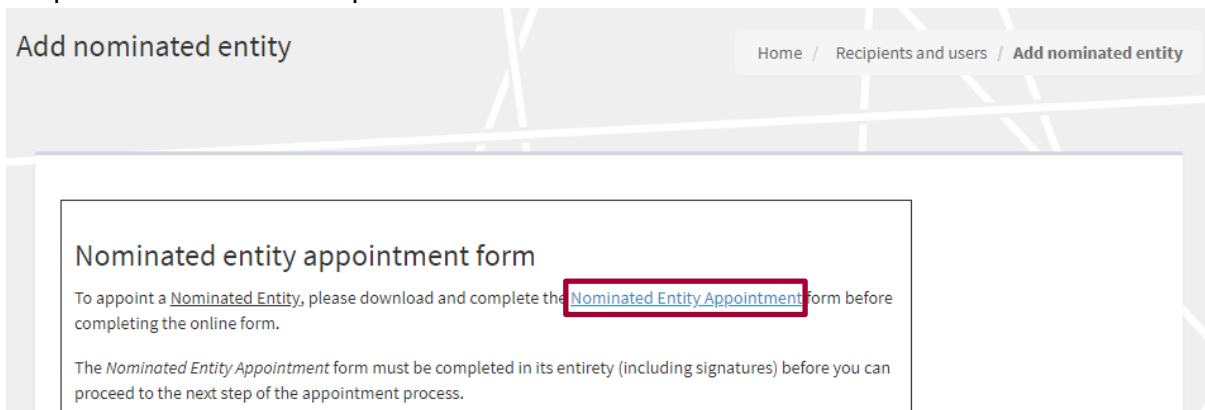 Add nominated entity
Home / Recipients and users / Add nominated entity
Nominated entity appointment form
To appoint a Nominated Entity, please download and complete the Nominated Entity Appointment form before
completing the online form.
The Nominated Entity Appointment form must be completed in its entirety (including signatures) before you can
proceed to the next step of the appointment process.